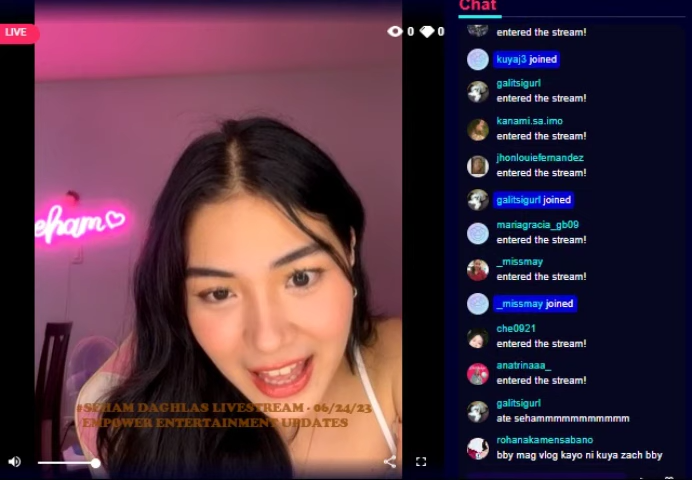 Chat
LIVE
0 0
entered the stream!
kuyaj3 joined
galitsigurl
entered the stream!
kanami.sa.imo
entered the stream!
jhonlouiefernandez
entered the stream!
galitsigurl joined
mariagracia_gb09
entered the stream!
_missmay
entered the stream!
_missmay joined
che0921
entered the stream!
anatrinaaa_
entered the stream!
galitsigurl
ate sehammmmmmmmmmm
rohanakamensabano
bby mag vlog kayo ni kuya zach bby
eham
#SEHAM DAGHLAS LIVESTREAM - 06/24/23
EMPOWER ENTERTAINMENT UPDATES